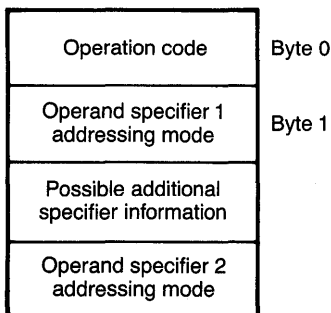 Operation code Byte 0
Operand specifier 1 Byte 1
addressing mode
Possible additional
specifier information
Operand specifier 2
addressing mode